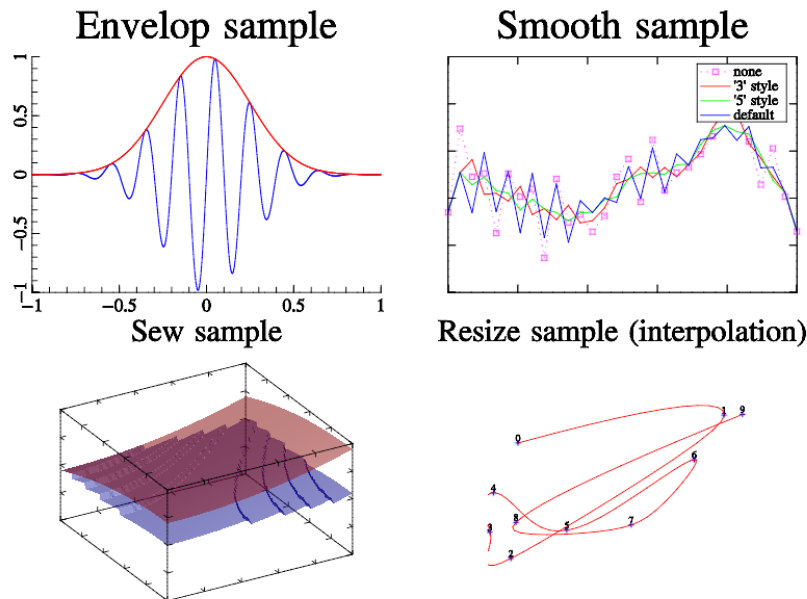 Envelop sample
Smooth sample
1
0.5
0
−0.5
−1
−1 −0.5 0 0.5 1
none
'3' style
'5' style
default
Sew sample
Resize sample (interpolation)
0
1
9
6
4
3
8
5
7
2